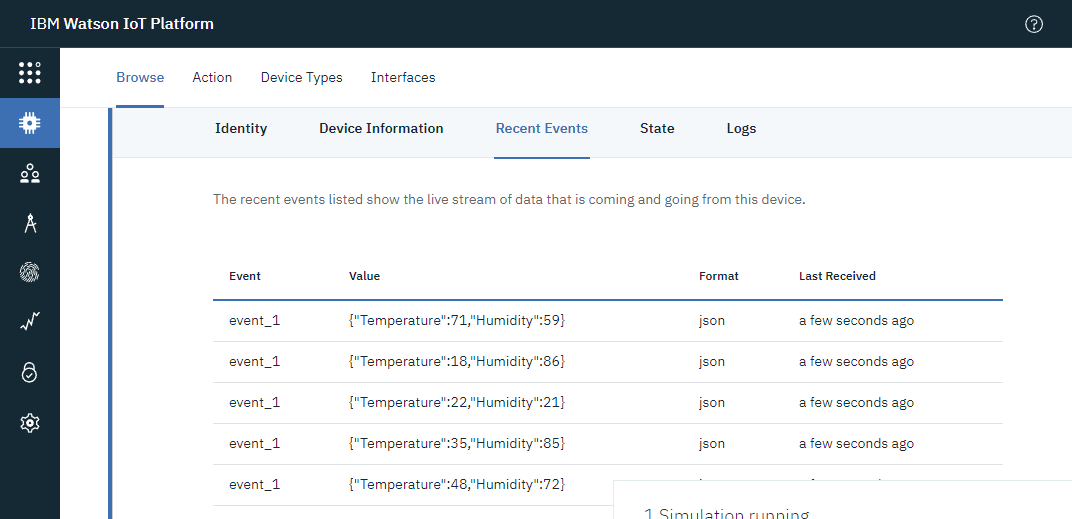 IBM Watson IoT Platform
Browse Action Device Types Interfaces
Identity Device Information Recent Events State Logs
The recent events listed show the live stream of data that is coming and going from this device.
Event Value Format Last Received
event_1 {"Temperature":71,"Humidity":59} json a few seconds ago
event_1 {"Temperature":18,"Humidity":86} json a few seconds ago
event_1 {"Temperature":22,"Humidity":21} json a few seconds ago
event_1 {"Temperature":35,"Humidity":85} json a few seconds ago
event_1 {"Temperature":48,"Humidity":72}
1 Simulation running